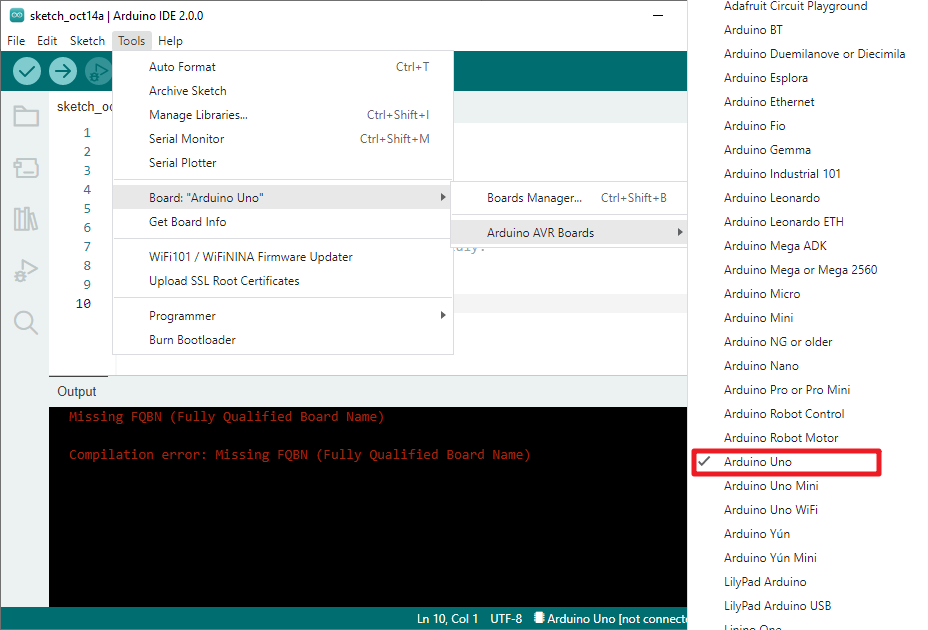 sketch_oct14a | Arduino IDE 2.0.0
File Edit Sketch Tools Help
sketch_oc
1
2
3
4
5
6
7
8
9
10
Auto Format Ctrl+T
Archive Sketch
Manage Libraries... Ctrl+Shift+I
Serial Monitor Ctrl+Shift+M
Serial Plotter
Board: "Arduino Uno"
Get Board Info
WiFi101 / WiFiNINA Firmware Updater
Upload SSL Root Certificates
Programmer
Burn Bootloader
Boards Manager... Ctrl+Shift+B
Arduino AVR Boards
Adafruit Circuit Playground
Arduino BT
Arduino Duemilanove or Diecimila
Arduino Esplora
Arduino Ethernet
Arduino Fio
Arduino Gemma
Arduino Industrial 101
Arduino Leonardo
Arduino Leonardo ETH
Arduino Mega ADK
Arduino Mega or Mega 2560
Arduino Micro
Arduino Mini
Arduino NG or older
Arduino Nano
Arduino Pro or Pro Mini
Arduino Robot Control
Arduino Robot Motor
Arduino Uno
Arduino Uno Mini
Arduino Uno WiFi
Arduino Yún
Arduino Yún Mini
LilyPad Arduino
LilyPad Arduino USB
Linino One
Output
Missing FQBN (Fully Qualified Board Name)
Compilation error: Missing FQBN (Fully Qualified Board Name)
Ln 10, Col 1 UTF-8 Arduino Uno [not connecte